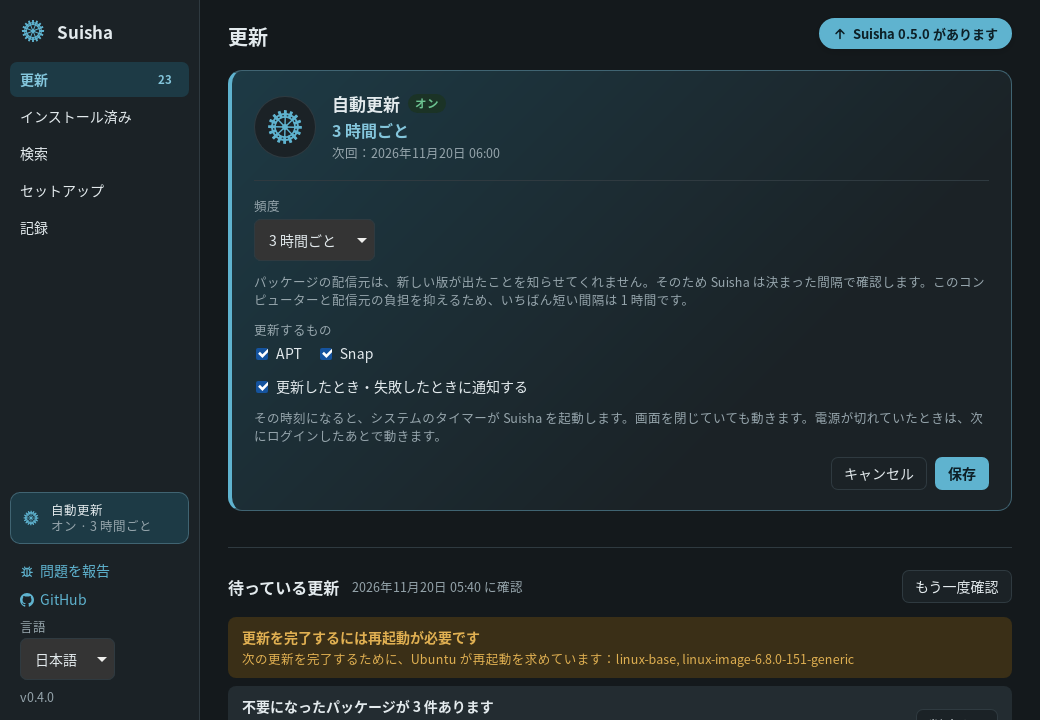 Suisha
更新 23
インストール済み
検索
セットアップ
記録
自動更新
オン · 3 時間ごと
問題を報告
GitHub
言語
日本語
v0.4.0
更新
↑ Suisha 0.5.0 があります
自動更新 オン
3 時間ごと
次回：2026年11月20日 06:00
頻度
3 時間ごと
パッケージの配信元は、新しい版が出たことを知らせてくれません。そのため Suisha は決まった間隔で確認します。このコン
ピューターと配信元の負担を抑えるため、いちばん短い間隔は 1 時間です。
更新するもの
APT Snap
更新したとき・失敗したときに通知する
その時刻になると、システムのタイマーが Suisha を起動します。画面を閉じていても動きます。電源が切れていたときは、次
にログインしたあとで動きます。
キャンセル 保存
待っている更新 2026年11月20日 05:40 に確認 もう一度確認
更新を完了するには再起動が必要です
次の更新を完了するために、Ubuntu が再起動を求めています：linux-base, linux-image-6.8.0-151-generic
不要になったパッケージが 3 件あります